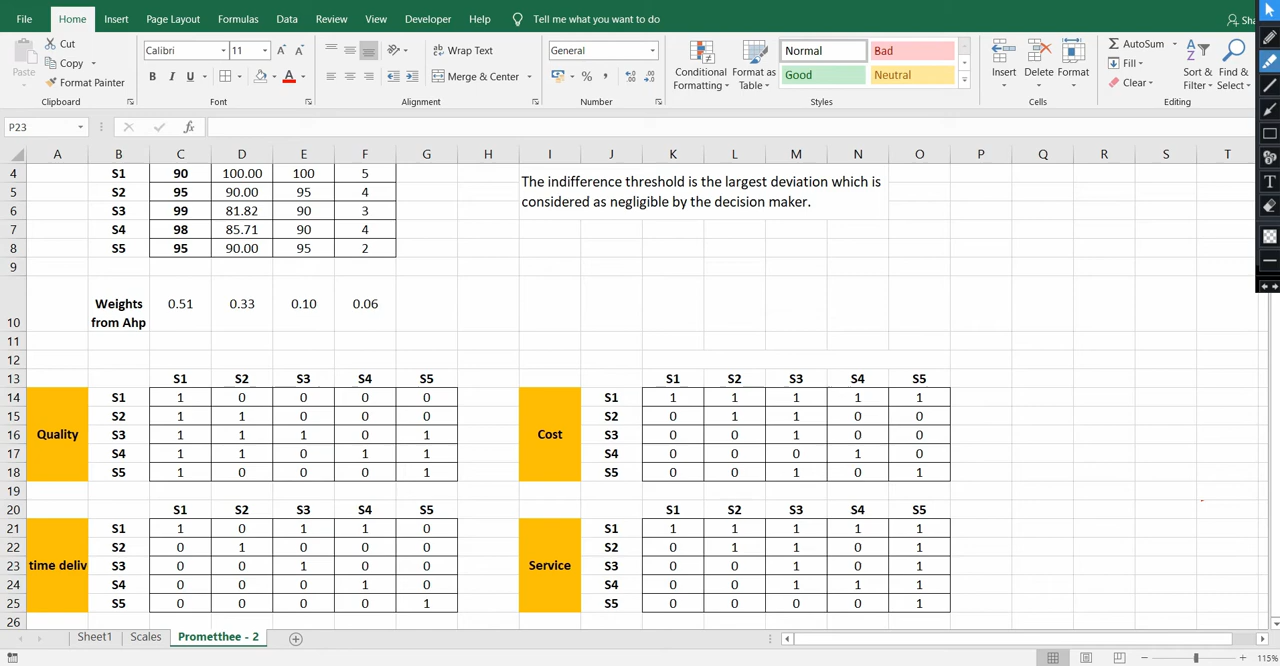 File Home Insert Page Layout Formulas Data Review View Developer Help Tell me what you want to do
Cut Calibri 11 Wrap Text General Normal Bad AutoSum
Paste Copy Format Painter B I U Merge & Center % , Conditional Formatting Format as Table Good Neutral Insert Delete Format Fill Clear Sort & Filter Find & Select
Clipboard Font Alignment Number Styles Cells Editing
P23 fx
A B C D E F G H I J K L M N O P Q R S T
4 S1 90 100.00 100 5 The indifference threshold is the largest deviation which is
5 S2 95 90.00 95 4 considered as negligible by the decision maker.
6 S3 99 81.82 90 3
7 S4 98 85.71 90 4
8 S5 95 90.00 95 2
9
Weights 0.51 0.33 0.10 0.06
10 from Ahp
11
12
13 S1 S2 S3 S4 S5 S1 S2 S3 S4 S5
14 S1 1 0 0 0 0 S1 1 1 1 1 1
15 S2 1 1 0 0 0 S2 0 1 1 0 0
16 Quality S3 1 1 1 0 1 Cost S3 0 0 1 0 0
17 S4 1 1 0 1 1 S4 0 0 0 1 0
18 S5 1 0 0 0 1 S5 0 0 1 0 1
19
20 S1 S2 S3 S4 S5 S1 S2 S3 S4 S5
21 S1 1 0 1 1 0 S1 1 1 1 1 1
22 S2 0 1 0 0 0 S2 0 1 1 0 1
23 time deliv S3 0 0 1 0 0 Service S3 0 0 1 0 1
24 S4 0 0 0 1 0 S4 0 0 1 1 1
25 S5 0 0 0 0 1 S5 0 0 0 0 1
26
Sheet1 Scales Prometthee - 2
115%